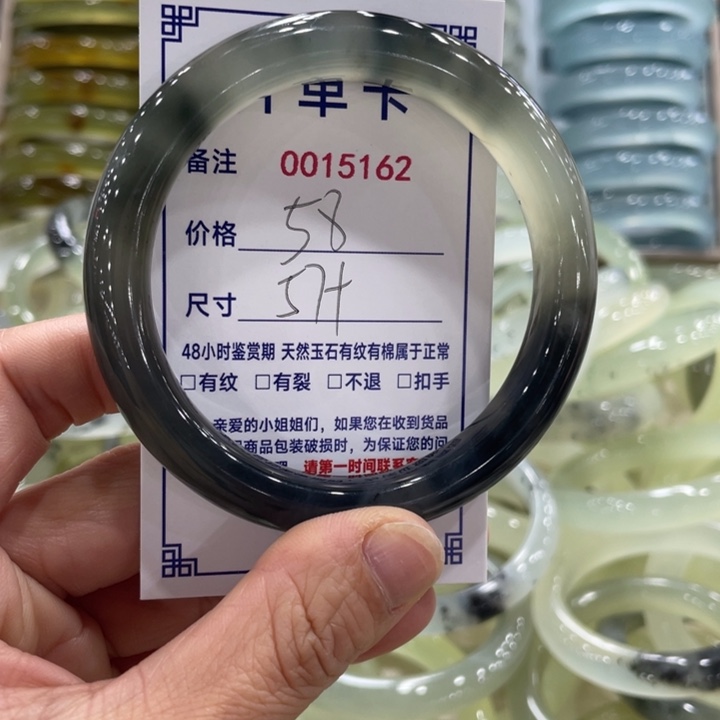 单卡
备注 0015162
价格 58
尺寸 57+
48小时鉴赏期 天然玉石有纹有棉属于正常
□有纹 □有裂 □不退 □扣手
亲爱的小姐姐们，如果您在收到货品
商品包装破损时，为保证您的问
请第一时间联系